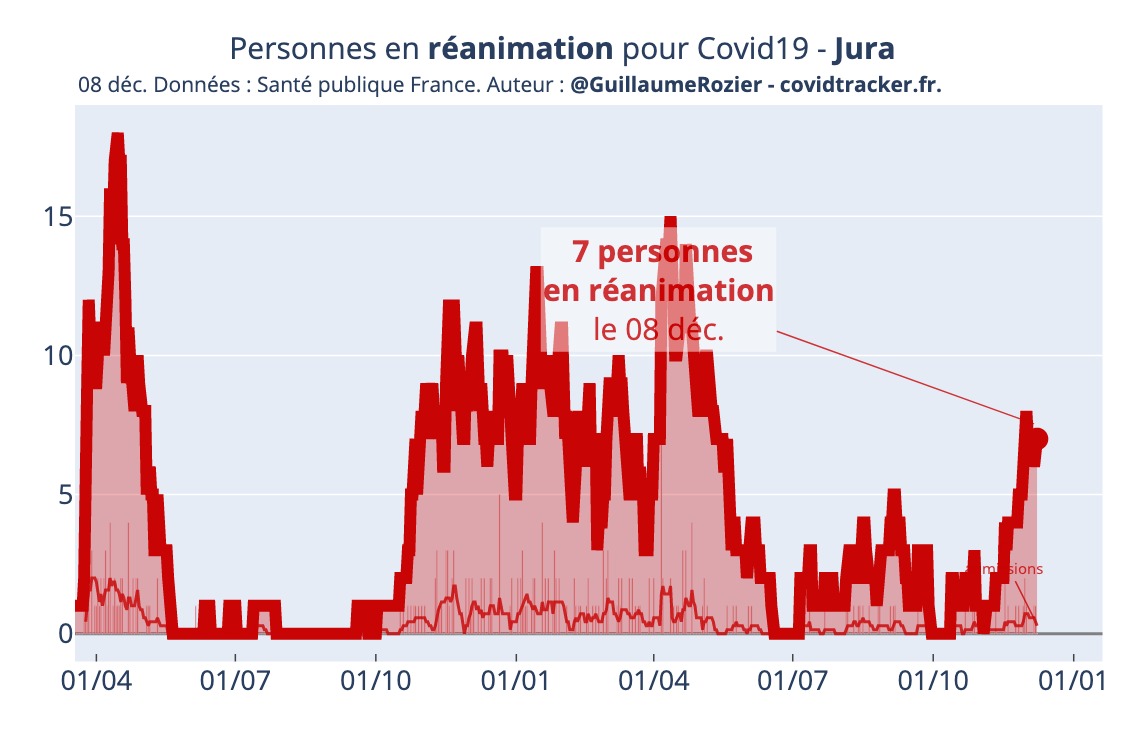 Personnes en réanimation pour Covid19 - Jura
08 déc. Données : Santé publique France. Auteur : @GuillaumeRozier - covidtracker.fr.
15
7 personnes
en réanimation
le 08 déc.
10
5
admissions
0
01/04 01/07 01/10 01/01 01/04 01/07 01/10 01/01